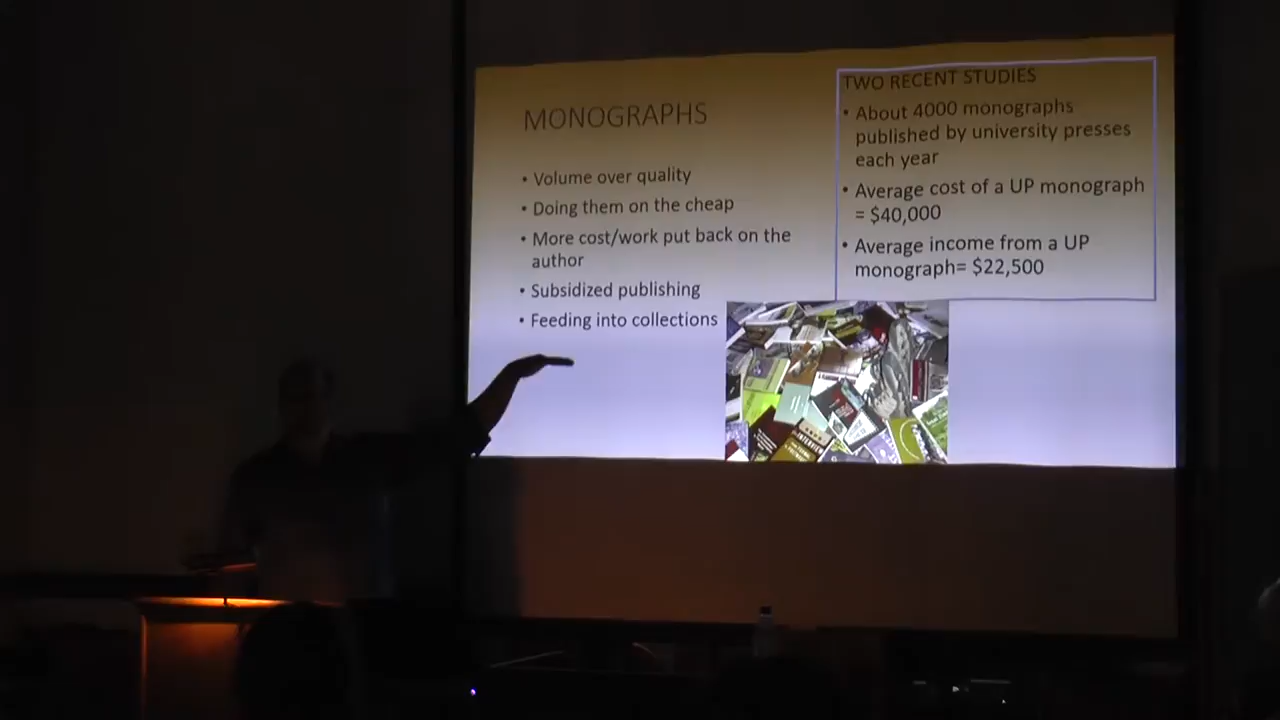 MONOGRAPHS
• Volume over quality
• Doing them on the cheap
• More cost/work put back on the
author
• Subsidized publishing
• Feeding into collections
TWO RECENT STUDIES
• About 4000 monographs
published by university presses
each year
• Average cost of a UP monograph
= $40,000
• Average income from a UP
monograph= $22,500
INTERVIEW